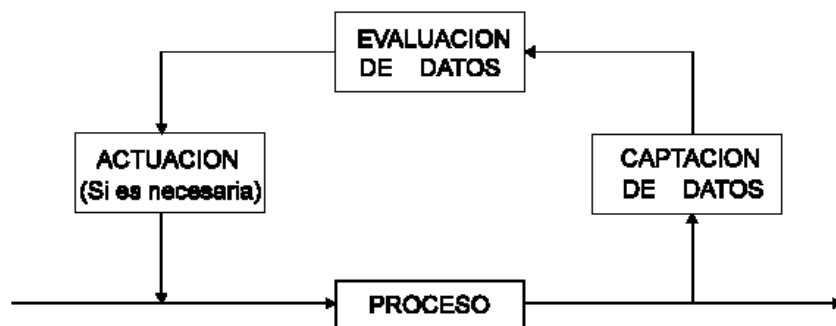 EVALUACION
DE DATOS
ACTUACION
(Si es necesaria)
CAPTACION
DE DATOS
PROCESO